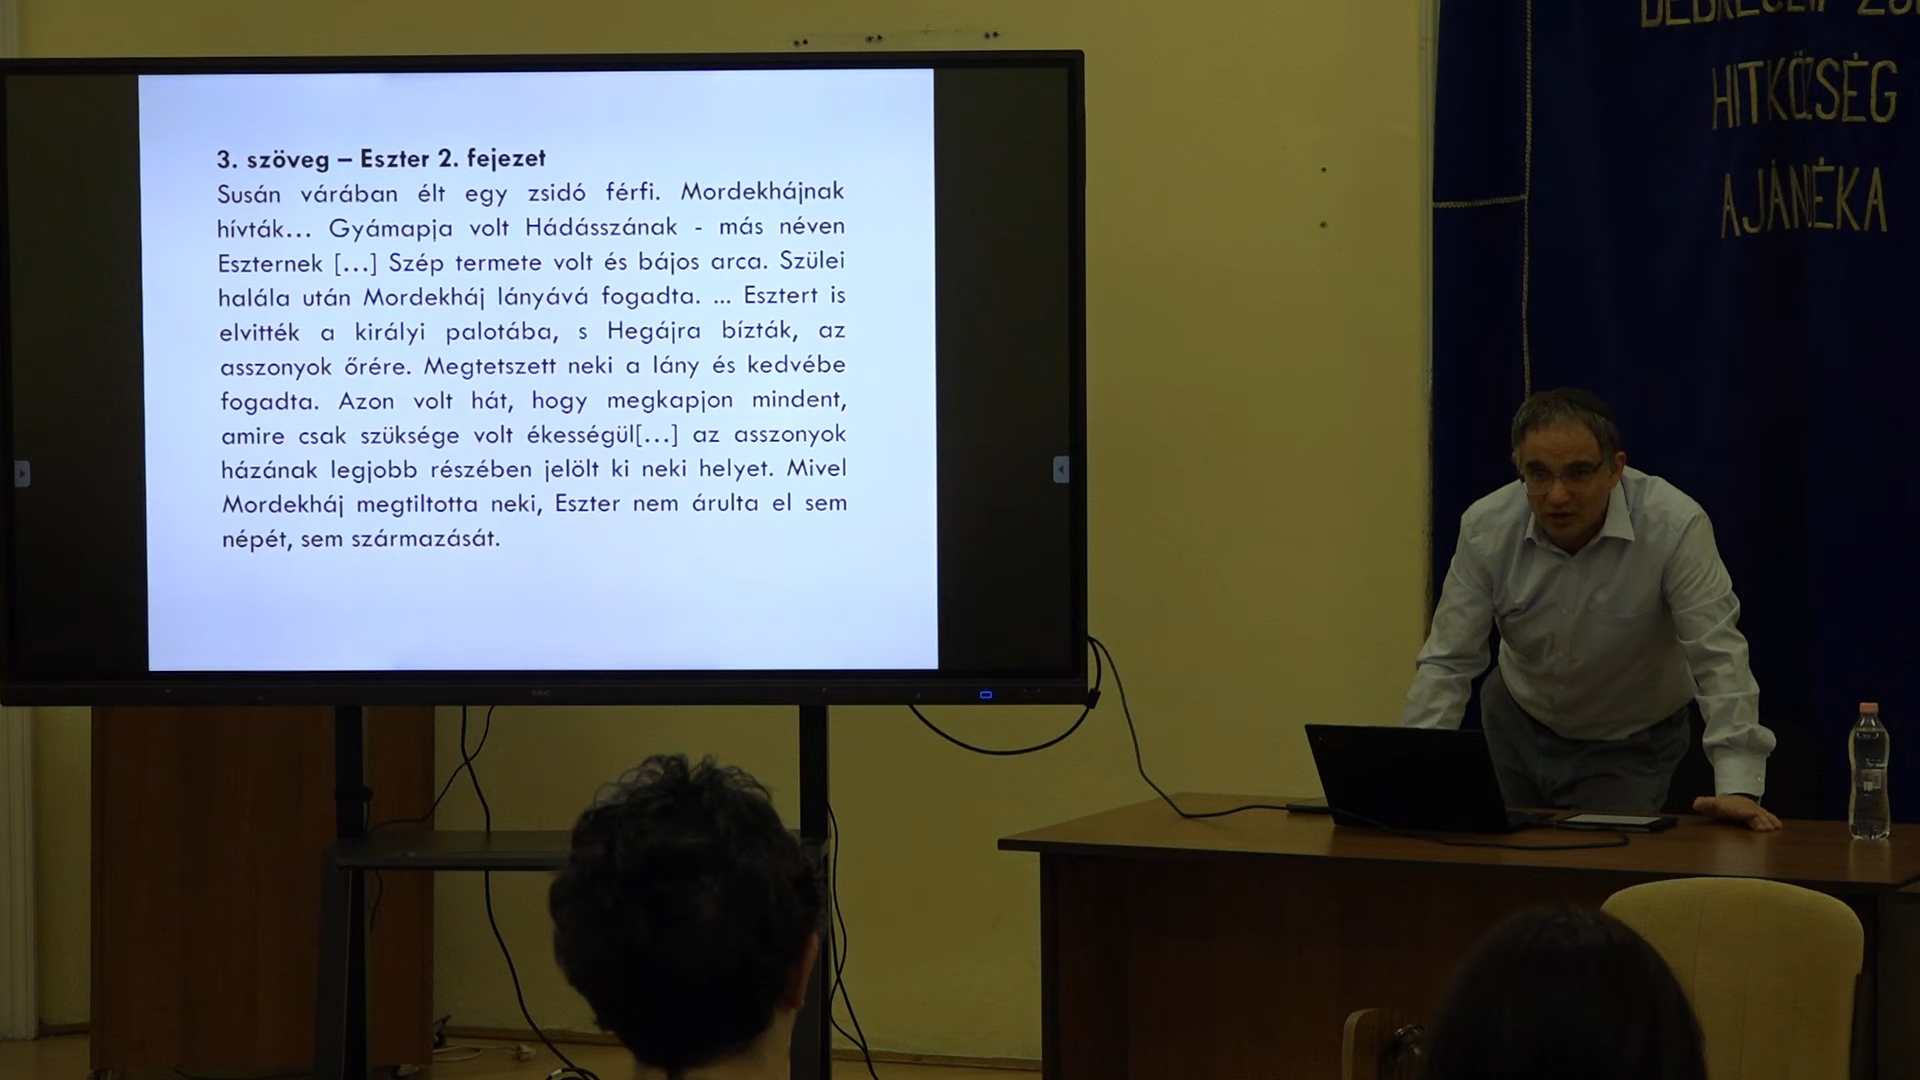 3. szöveg – Eszter 2. fejezet
Susán várában élt egy zsidó férfi. Mordekhájnak
hívták... Gyámapja volt Hádásszának - más néven
Eszternek [...] Szép termete volt és bájos arca. Szülei
halála után Mordekháj lányává fogadta. ... Esztert is
elvitték a királyi palotába, s Hegájra bízták, az
asszonyok őrére. Megtetszett neki a lány és kedvébe
fogadta. Azon volt hát, hogy megkapjon mindent,
amire csak szüksége volt ékességül[...] az asszonyok
házának legjobb részében jelölt ki neki helyet. Mivel
Mordekháj megtiltotta neki, Eszter nem árulta el sem
népét, sem származását.
NEC
HITKÖZSÉG
AJÁNÉKA